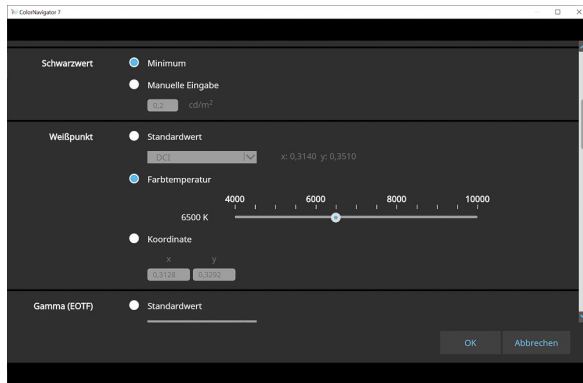 ColorNavigator 7
Schwarzwert
Minimum
Manuelle Eingabe
0,2 cd/m²
Weißpunkt
Standardwert
DCI x: 0,3140 y: 0,3510
Farbtemperatur
4000 6000 8000 10000
6500 K
Koordinate
x y
0,3128 0,3292
Gamma (EOTF)
Standardwert
OK Abbrechen